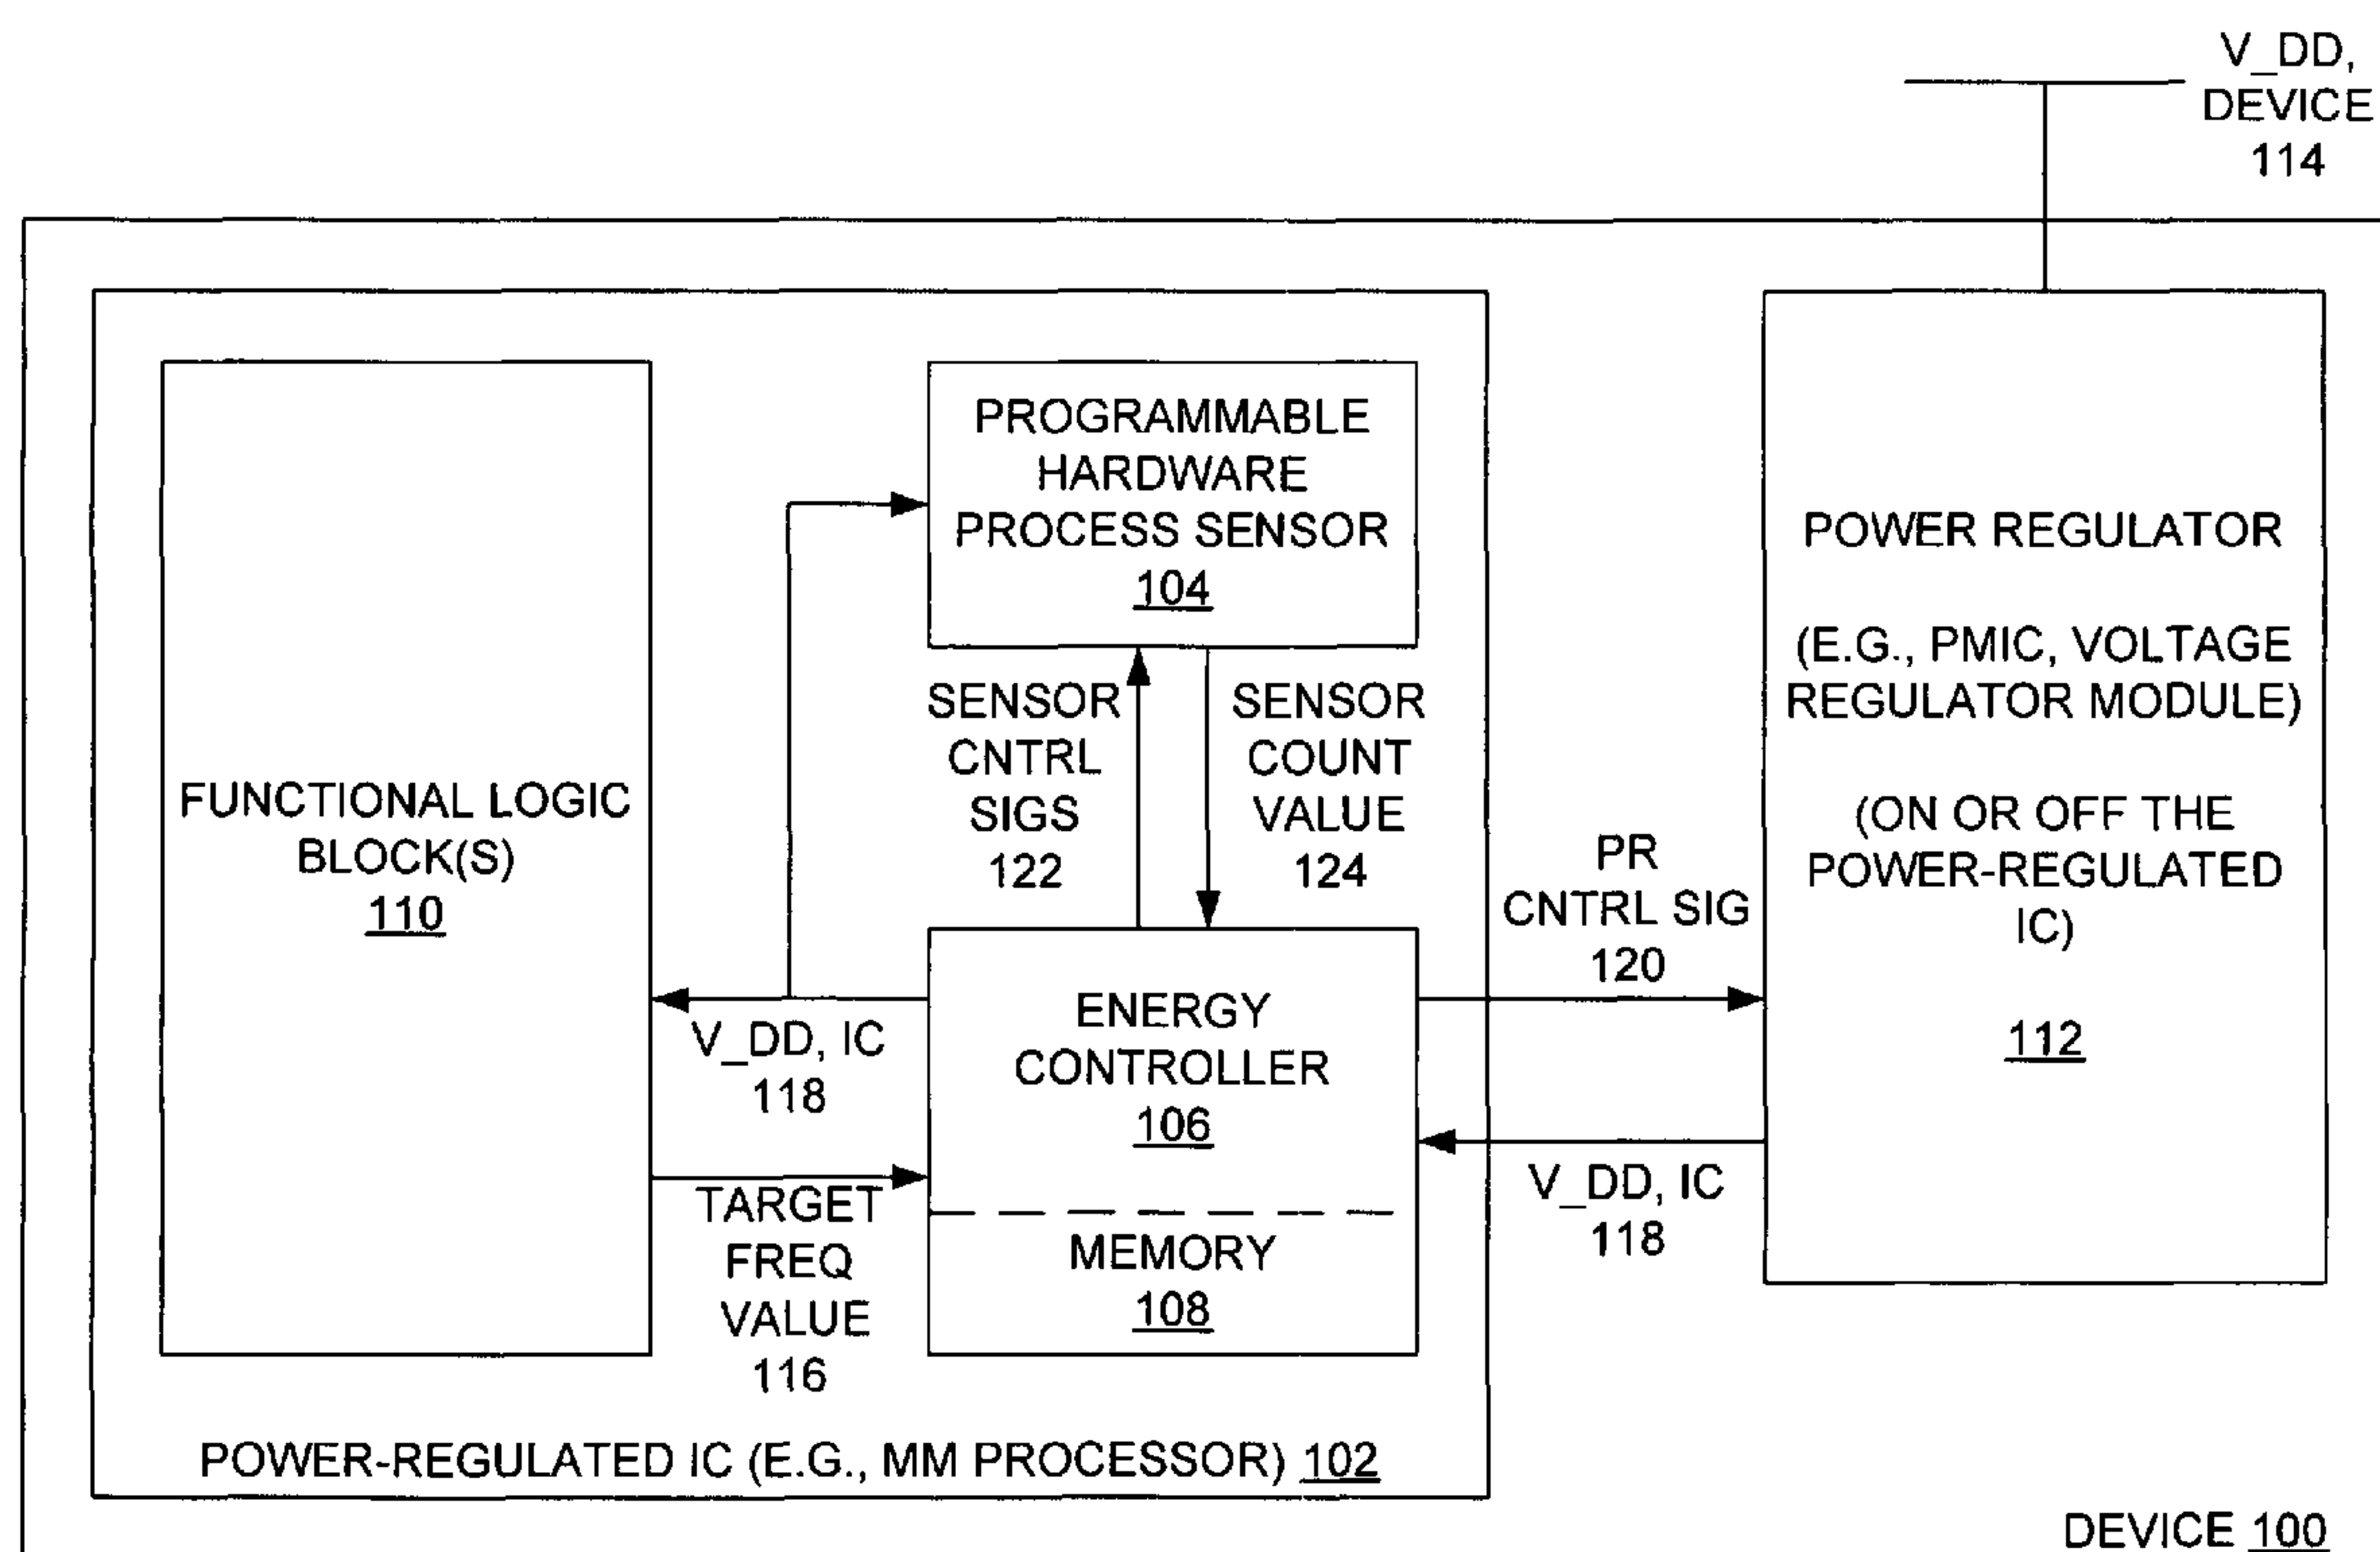 V_DD,
DEVICE
114
PROGRAMMABLE
HARDWARE
PROCESS SENSOR
104
POWER REGULATOR
(E.G., PMIC, VOLTAGE
REGULATOR MODULE)
(ON OR OFF THE
POWER-REGULATED
IC)
112
SENSOR
CNTRL
SIGS
122
SENSOR
COUNT
VALUE
124
FUNCTIONAL LOGIC
BLOCK(S)
110
PR
CNTRL SIG
120
V_DD, IC
118
ENERGY
CONTROLLER
106
MEMORY
108
V_DD, IC
118
TARGET
FREQ
VALUE
116
POWER-REGULATED IC (E.G., MM PROCESSOR) 102
DEVICE 100